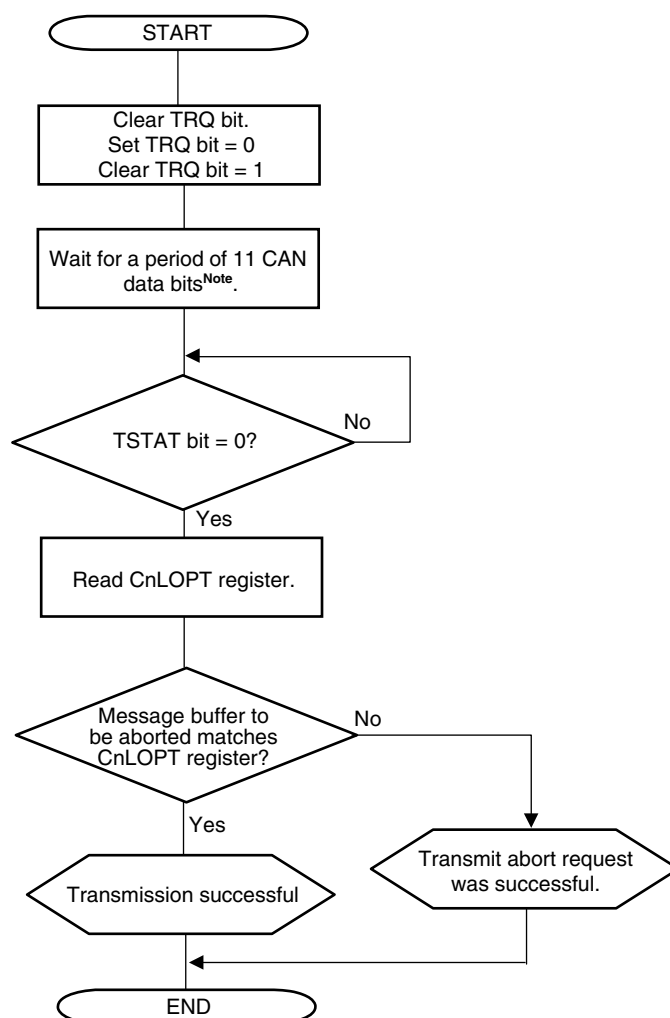 START
Clear TRQ bit.
Set TRQ bit = 0
Clear TRQ bit = 1
Wait for a period of 11 CAN
data bitsNote.
TSTAT bit = 0?
No
Yes
Read CnLOPT register.
Message buffer to
be aborted matches
CnLOPT register?
No
Yes
Transmit abort request
was successful.
Transmission successful
END